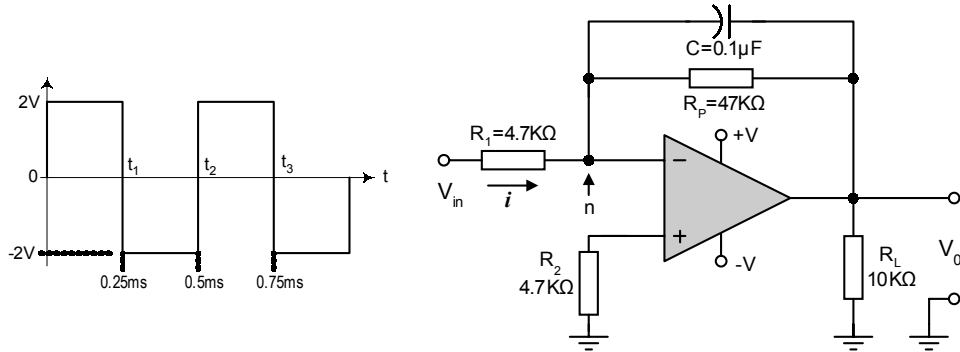 2V
0
-2V
t₁
t₂
t₃
t
0.25ms
0.5ms
0.75ms
C=0.1µF
Rₚ=47KΩ
R₁=4.7KΩ
Vᵢₙ
i
n
−
+
+V
-V
R₂
4.7KΩ
R_L
10KΩ
V₀